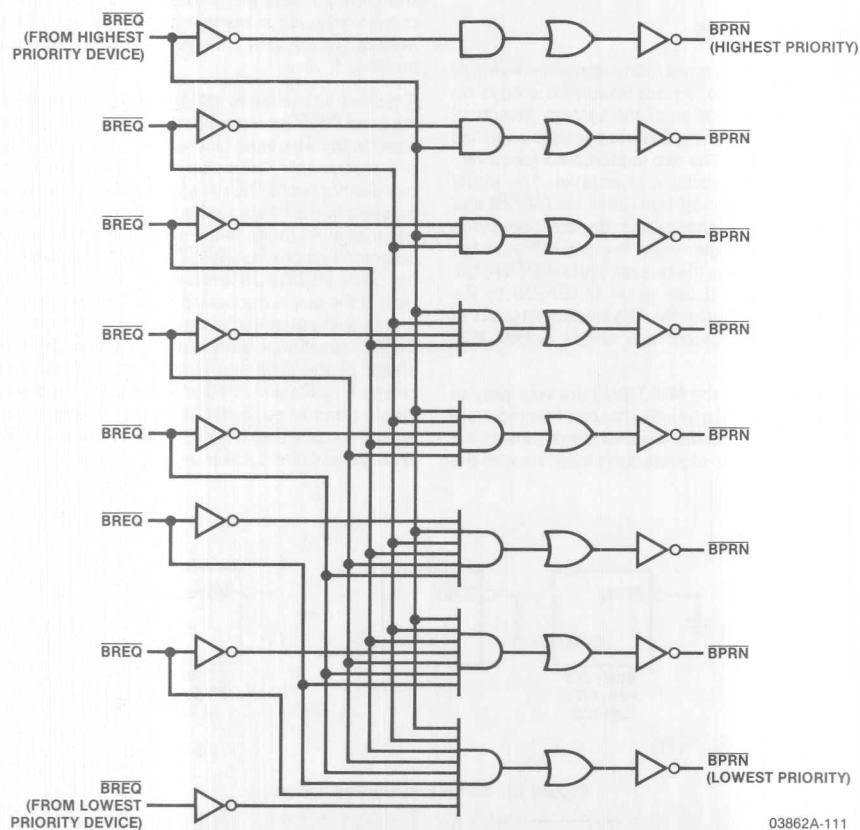 BREQ
(FROM HIGHEST
PRIORITY DEVICE)
BPRN
(HIGHEST PRIORITY)
BREQ
BPRN
BREQ
BPRN
BREQ
BPRN
BREQ
BPRN
BREQ
BPRN
BREQ
BPRN
BPRN
(LOWEST PRIORITY)
BREQ
(FROM LOWEST
PRIORITY DEVICE)
03862A-111